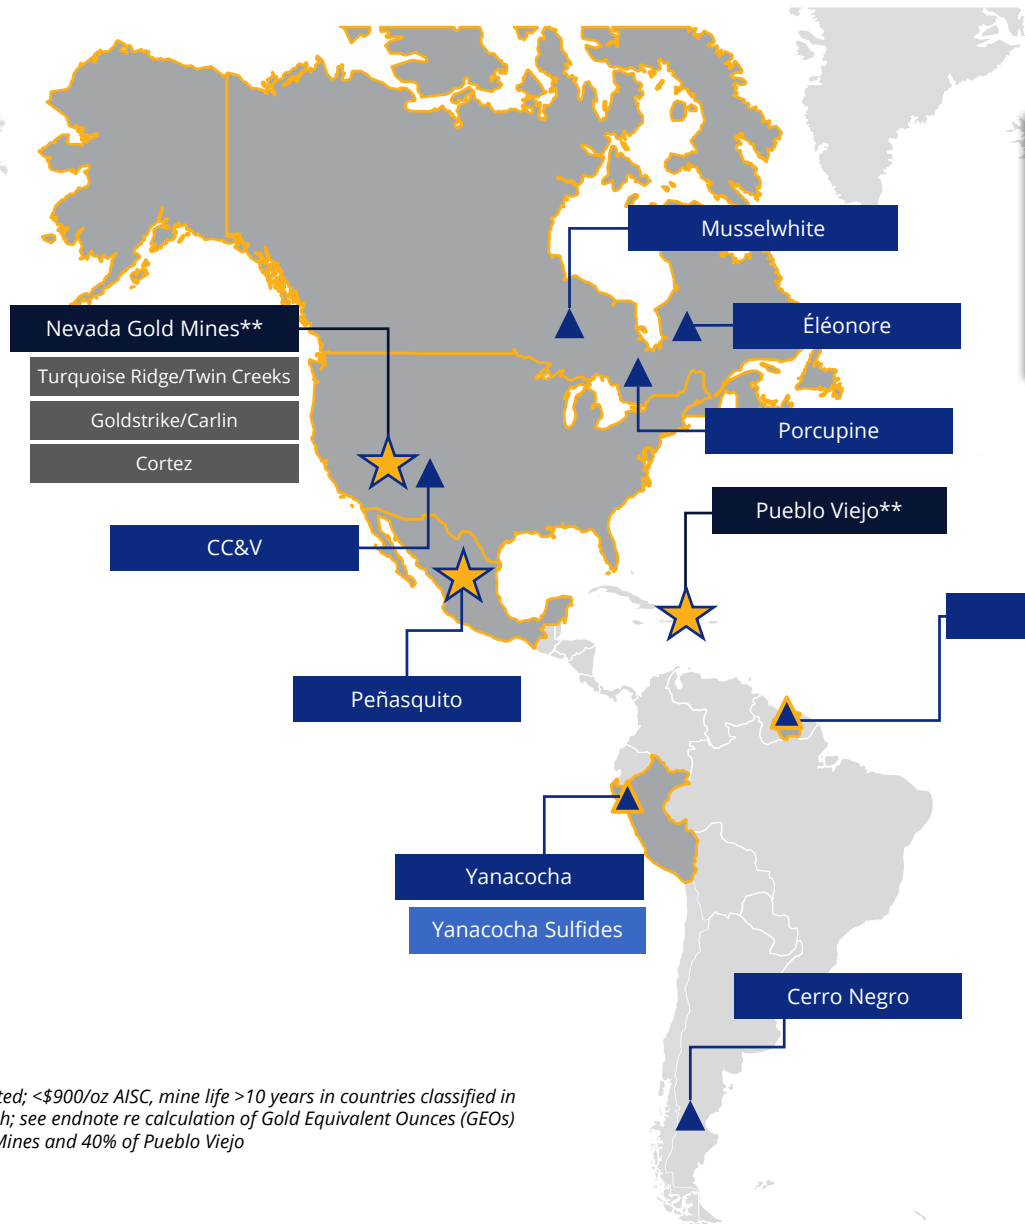 Musselwhite
Nevada Gold Mines**
Éléonore
Turquoise Ridge/Twin Creeks
Goldstrike/Carlin
Porcupine
Cortez
Pueblo Viejo**
CC&V
Peñasquito
Yanacocha
Yanacocha Sulfides
Cerro Negro
<$900/oz AISC, mine life >10 years in countries classified in
see endnote re calculation of Gold Equivalent Ounces (GEOs)
Mines and 40% of Pueblo Viejo